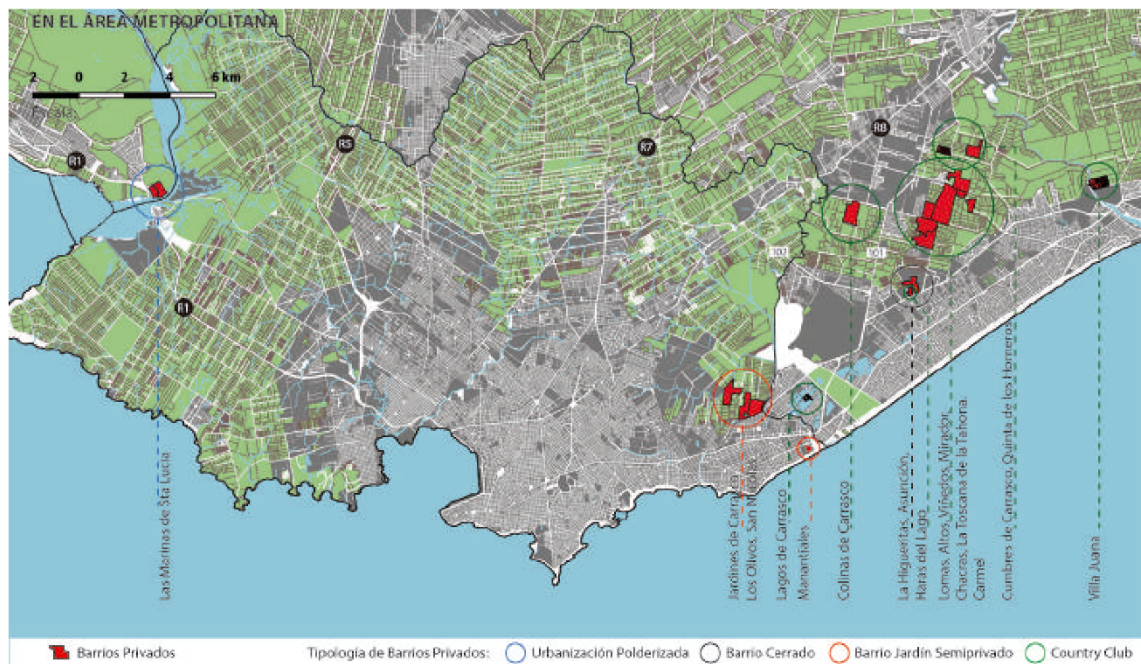 EN EL ÁREA METROPOLITANA
2 0 2 4 6 km
R1
R5
R7
R8
R1
102
101
Las Marinas de Sta Lucía
Jardines de Carrasco,
Los Olivos, San Nicolás
Lagos de Carrasco
Manantiales
Colinas de Carrasco
La Higueritas, Asunción,
Haras del Lago
Lomas, Altos, Viñedos, Mirador,
Chacras, La Toscana de la Tahona,
Carmel
Cumbres de Carrasco, Quinta de los Horneros
Villa Juana
Barrios Privados
Tipología de Barrios Privados:
Urbanización Polderizada
Barrio Cerrado
Barrio Jardín Semiprivado
Country Club